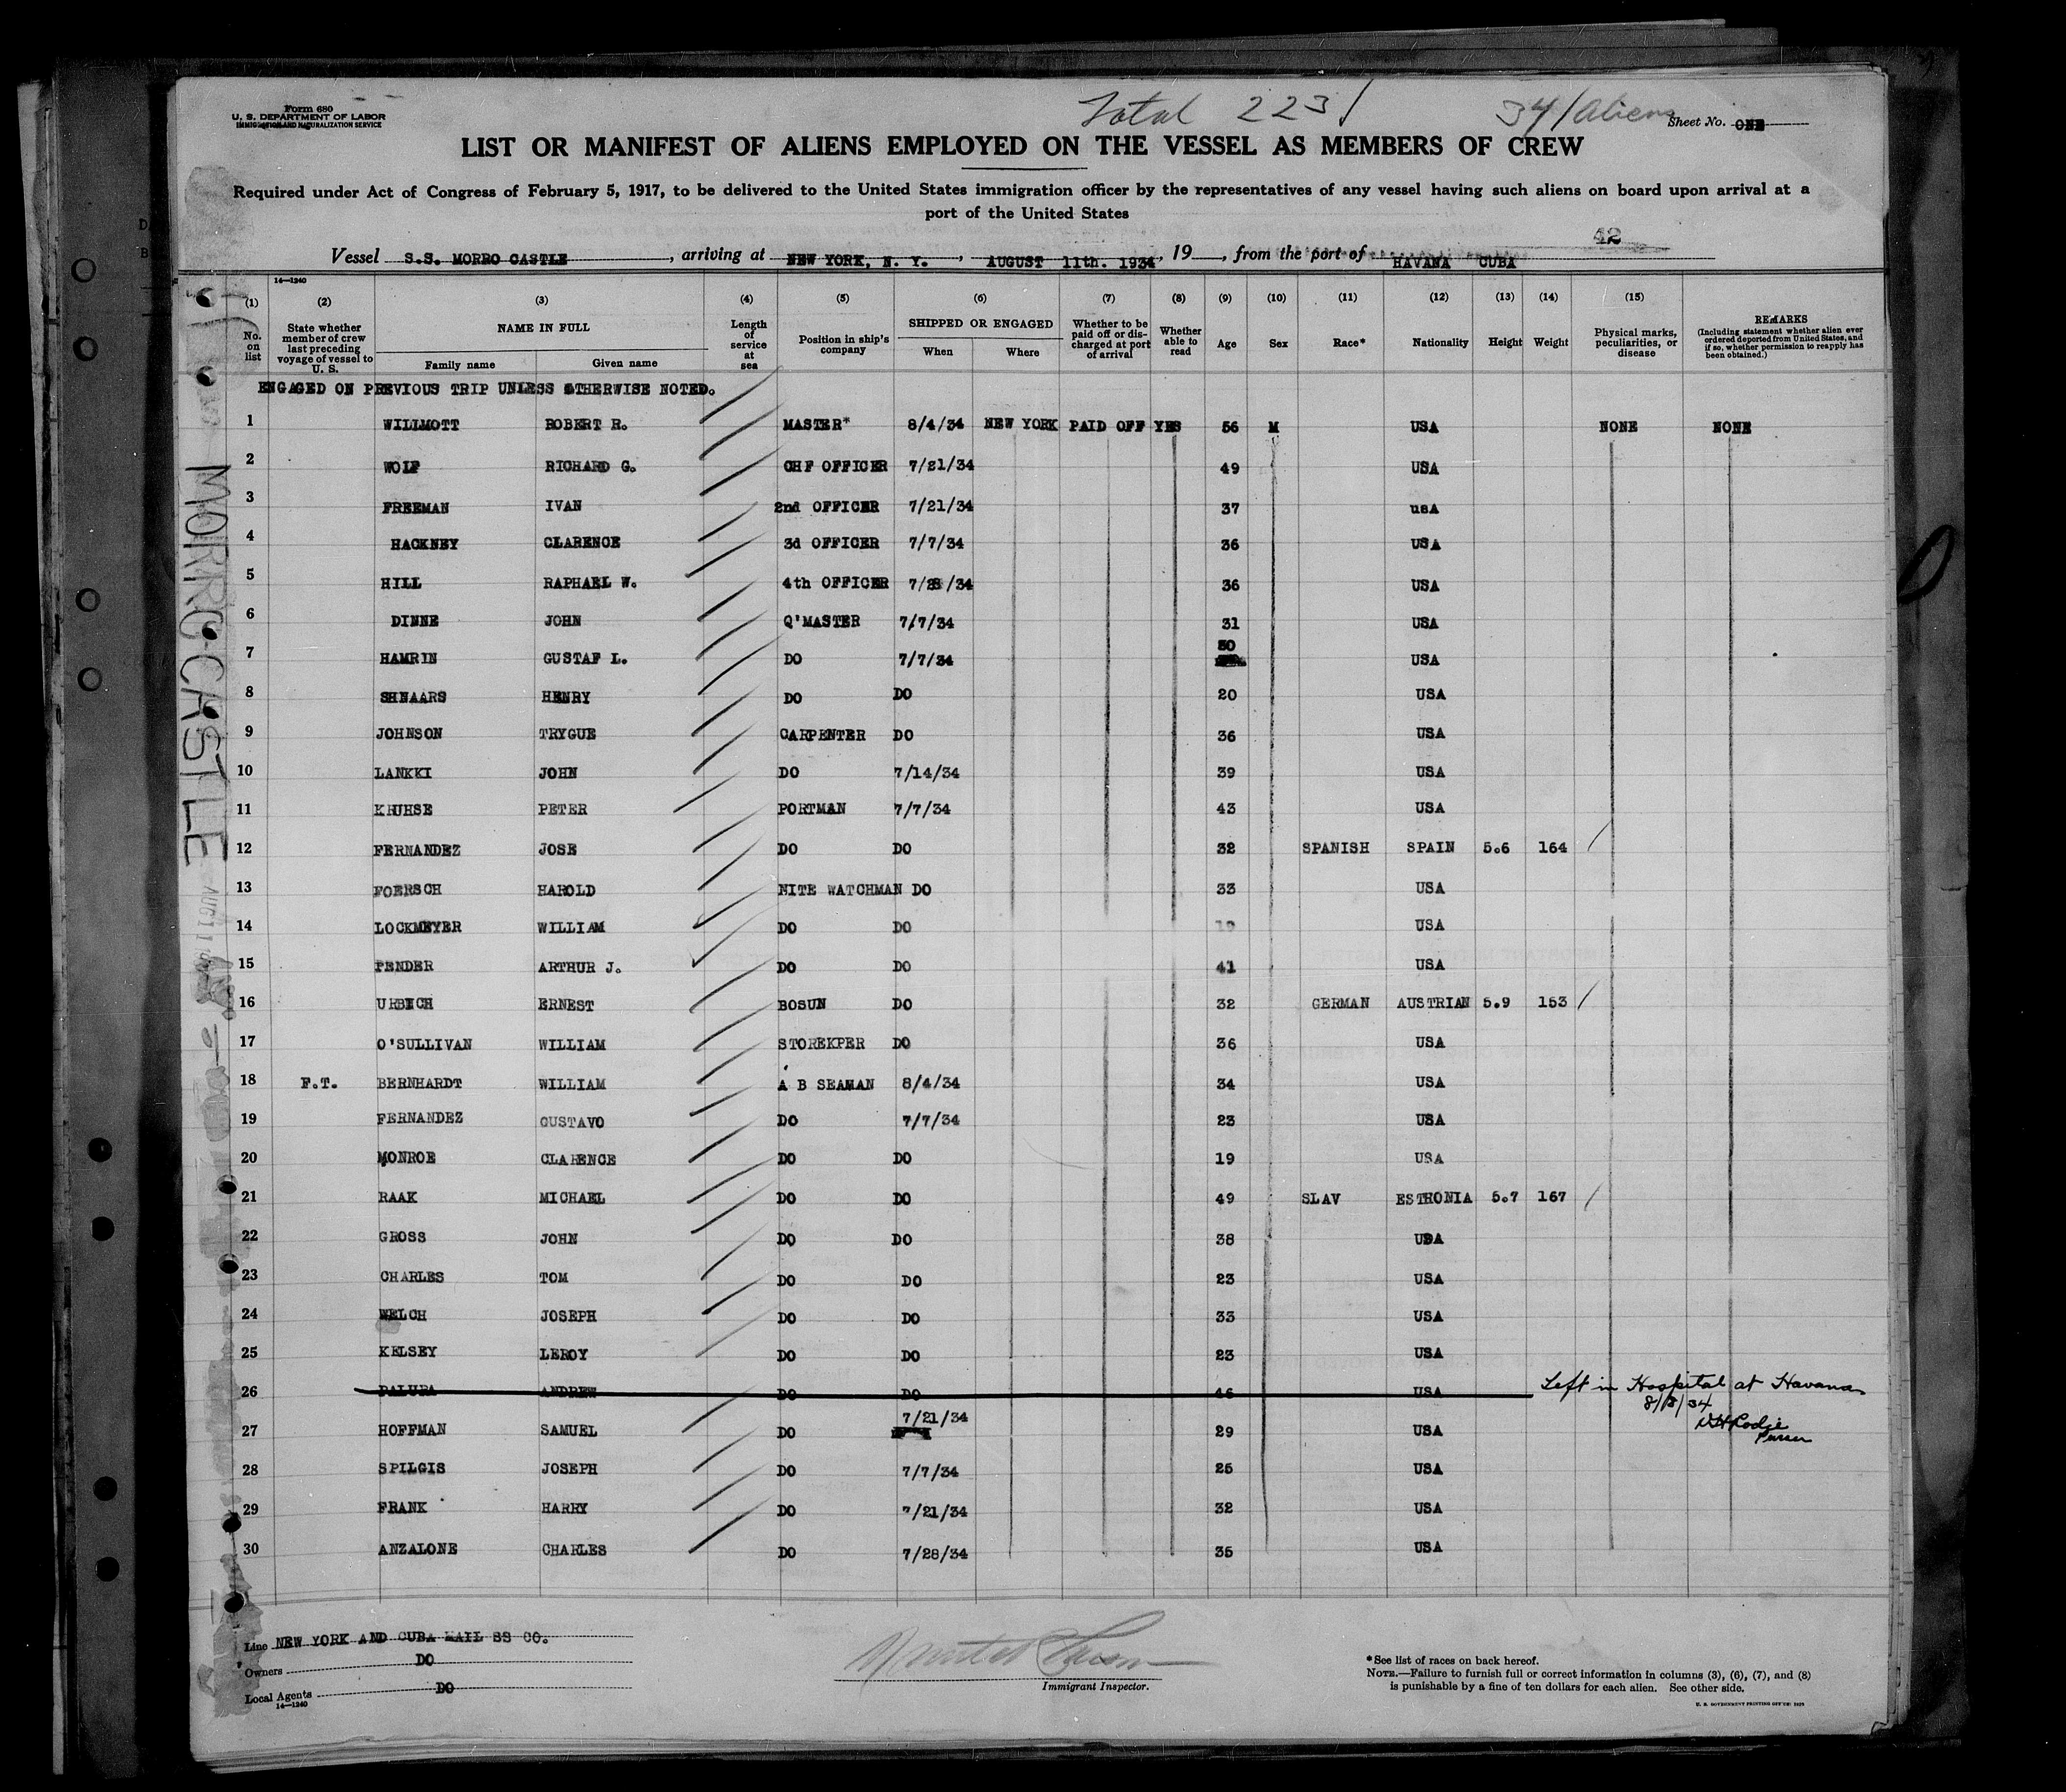 Total 223/ 34/Aliens
Form 680
U. S. DEPARTMENT OF LABOR
IMMIGRATION AND NATURALIZATION SERVICE
Sheet No. ONE
LIST OR MANIFEST OF ALIENS EMPLOYED ON THE VESSEL AS MEMBERS OF CREW
Required under Act of Congress of February 5, 1917, to be delivered to the United States immigration officer by the representatives of any vessel having such aliens on board upon arrival at a
port of the United States
42
Vessel S.S. MORRO CASTLE, arriving at NEW YORK, N. Y., AUGUST 11th. 1934, 19, from the port of HAVANA CUBA
14—1240
(1) (2) (3) (4) (5) (6) (7) (8) (9) (10) (11) (12) (13) (14) (15)
No. on list
State whether member of crew last preceding voyage of vessel to U. S.
NAME IN FULL
Family name
Given name
Length of service at sea
Position in ship's company
SHIPPED OR ENGAGED
When
Where
Whether to be paid off or discharged at port of arrival
Whether able to read
Age
Sex
Race*
Nationality
Height
Weight
Physical marks, peculiarities, or disease
REMARKS
(Including statement whether alien ever ordered deported from United States, and if so, whether permission to reapply has been obtained.)
ENGAGED ON PREVIOUS TRIP UNLESS OTHERWISE NOTED.
1 WILLMOTT ROBERT R. MASTER* 8/4/34 NEW YORK PAID OFF YES 56 M USA NONE NONE
2 WOLF RICHARD G. CHF OFFICER 7/21/34 49 USA
3 FREEMAN IVAN 2nd OFFICER 7/21/34 37 usA
4 HACKNEY CLARENCE 3d OFFICER 7/7/34 36 USA
5 HILL RAPHAEL W. 4th OFFICER 7/28/34 36 USA
6 DINNE JOHN Q'MASTER 7/7/34 31 USA
7 HAMRIN GUSTAF L. DO 7/7/34 30 USA
8 SHNAARS HENRY DO DO 20 USA
9 JOHNSON TRYGUE CARPENTER DO 36 USA
10 LANKKI JOHN DO 7/14/34 39 USA
11 KRUHSE PETER PORTMAN 7/7/34 43 USA
12 FERNANDEZ JOSE DO DO 32 SPANISH SPAIN 5.6 164 /
13 FOERSCH HAROLD NITE WATCHMAN DO 33 USA
14 LOCKMEYER WILLIAM DO DO USA
15 PENDER ARTHUR J. DO DO 41 USA
16 URBICH ERNEST BOSUN DO 32 GERMAN AUSTRIAN 5.9 153 /
17 O'SULLIVAN WILLIAM STOREKPER DO 36 USA
18 F.T. BERNHARDT WILLIAM A B SEAMAN 8/4/34 34 USA
19 FERNANDEZ GUSTAVO DO 7/7/34 23 USA
20 MONROE CLARENCE DO DO 19 USA
21 RAAK MICHAEL DO DO 49 SLAV ESTHONIA 5.7 167 /
22 GROSS JOHN DO DO 38 USA
23 CHARLES TOM DO DO 23 USA
24 WELCH JOSEPH DO DO 33 USA
25 KELSEY LEROY DO DO 23 USA
26 PALUPA ANDREW DO DO 46 USA Left in Hospital at Havana
8/8/34
Purser
27 HOFFMAN SAMUEL DO 7/21/34 29 USA
28 SPILGIS JOSEPH DO 7/7/34 25 USA
29 FRANK HARRY DO 7/21/34 32 USA
30 ANZALONE CHARLES DO 7/28/34 35 USA
MORRO CASTLE
AUG 11
Line NEW YORK AND CUBA MAIL SS CO.
Owners DO
Local Agents DO
14—1240
Immigrant Inspector.
*See list of races on back hereof.
NOTE.—Failure to furnish full or correct information in columns (3), (6), (7), and (8)
is punishable by a fine of ten dollars for each alien. See other side.
U. S. GOVERNMENT PRINTING OFFICE: 1929